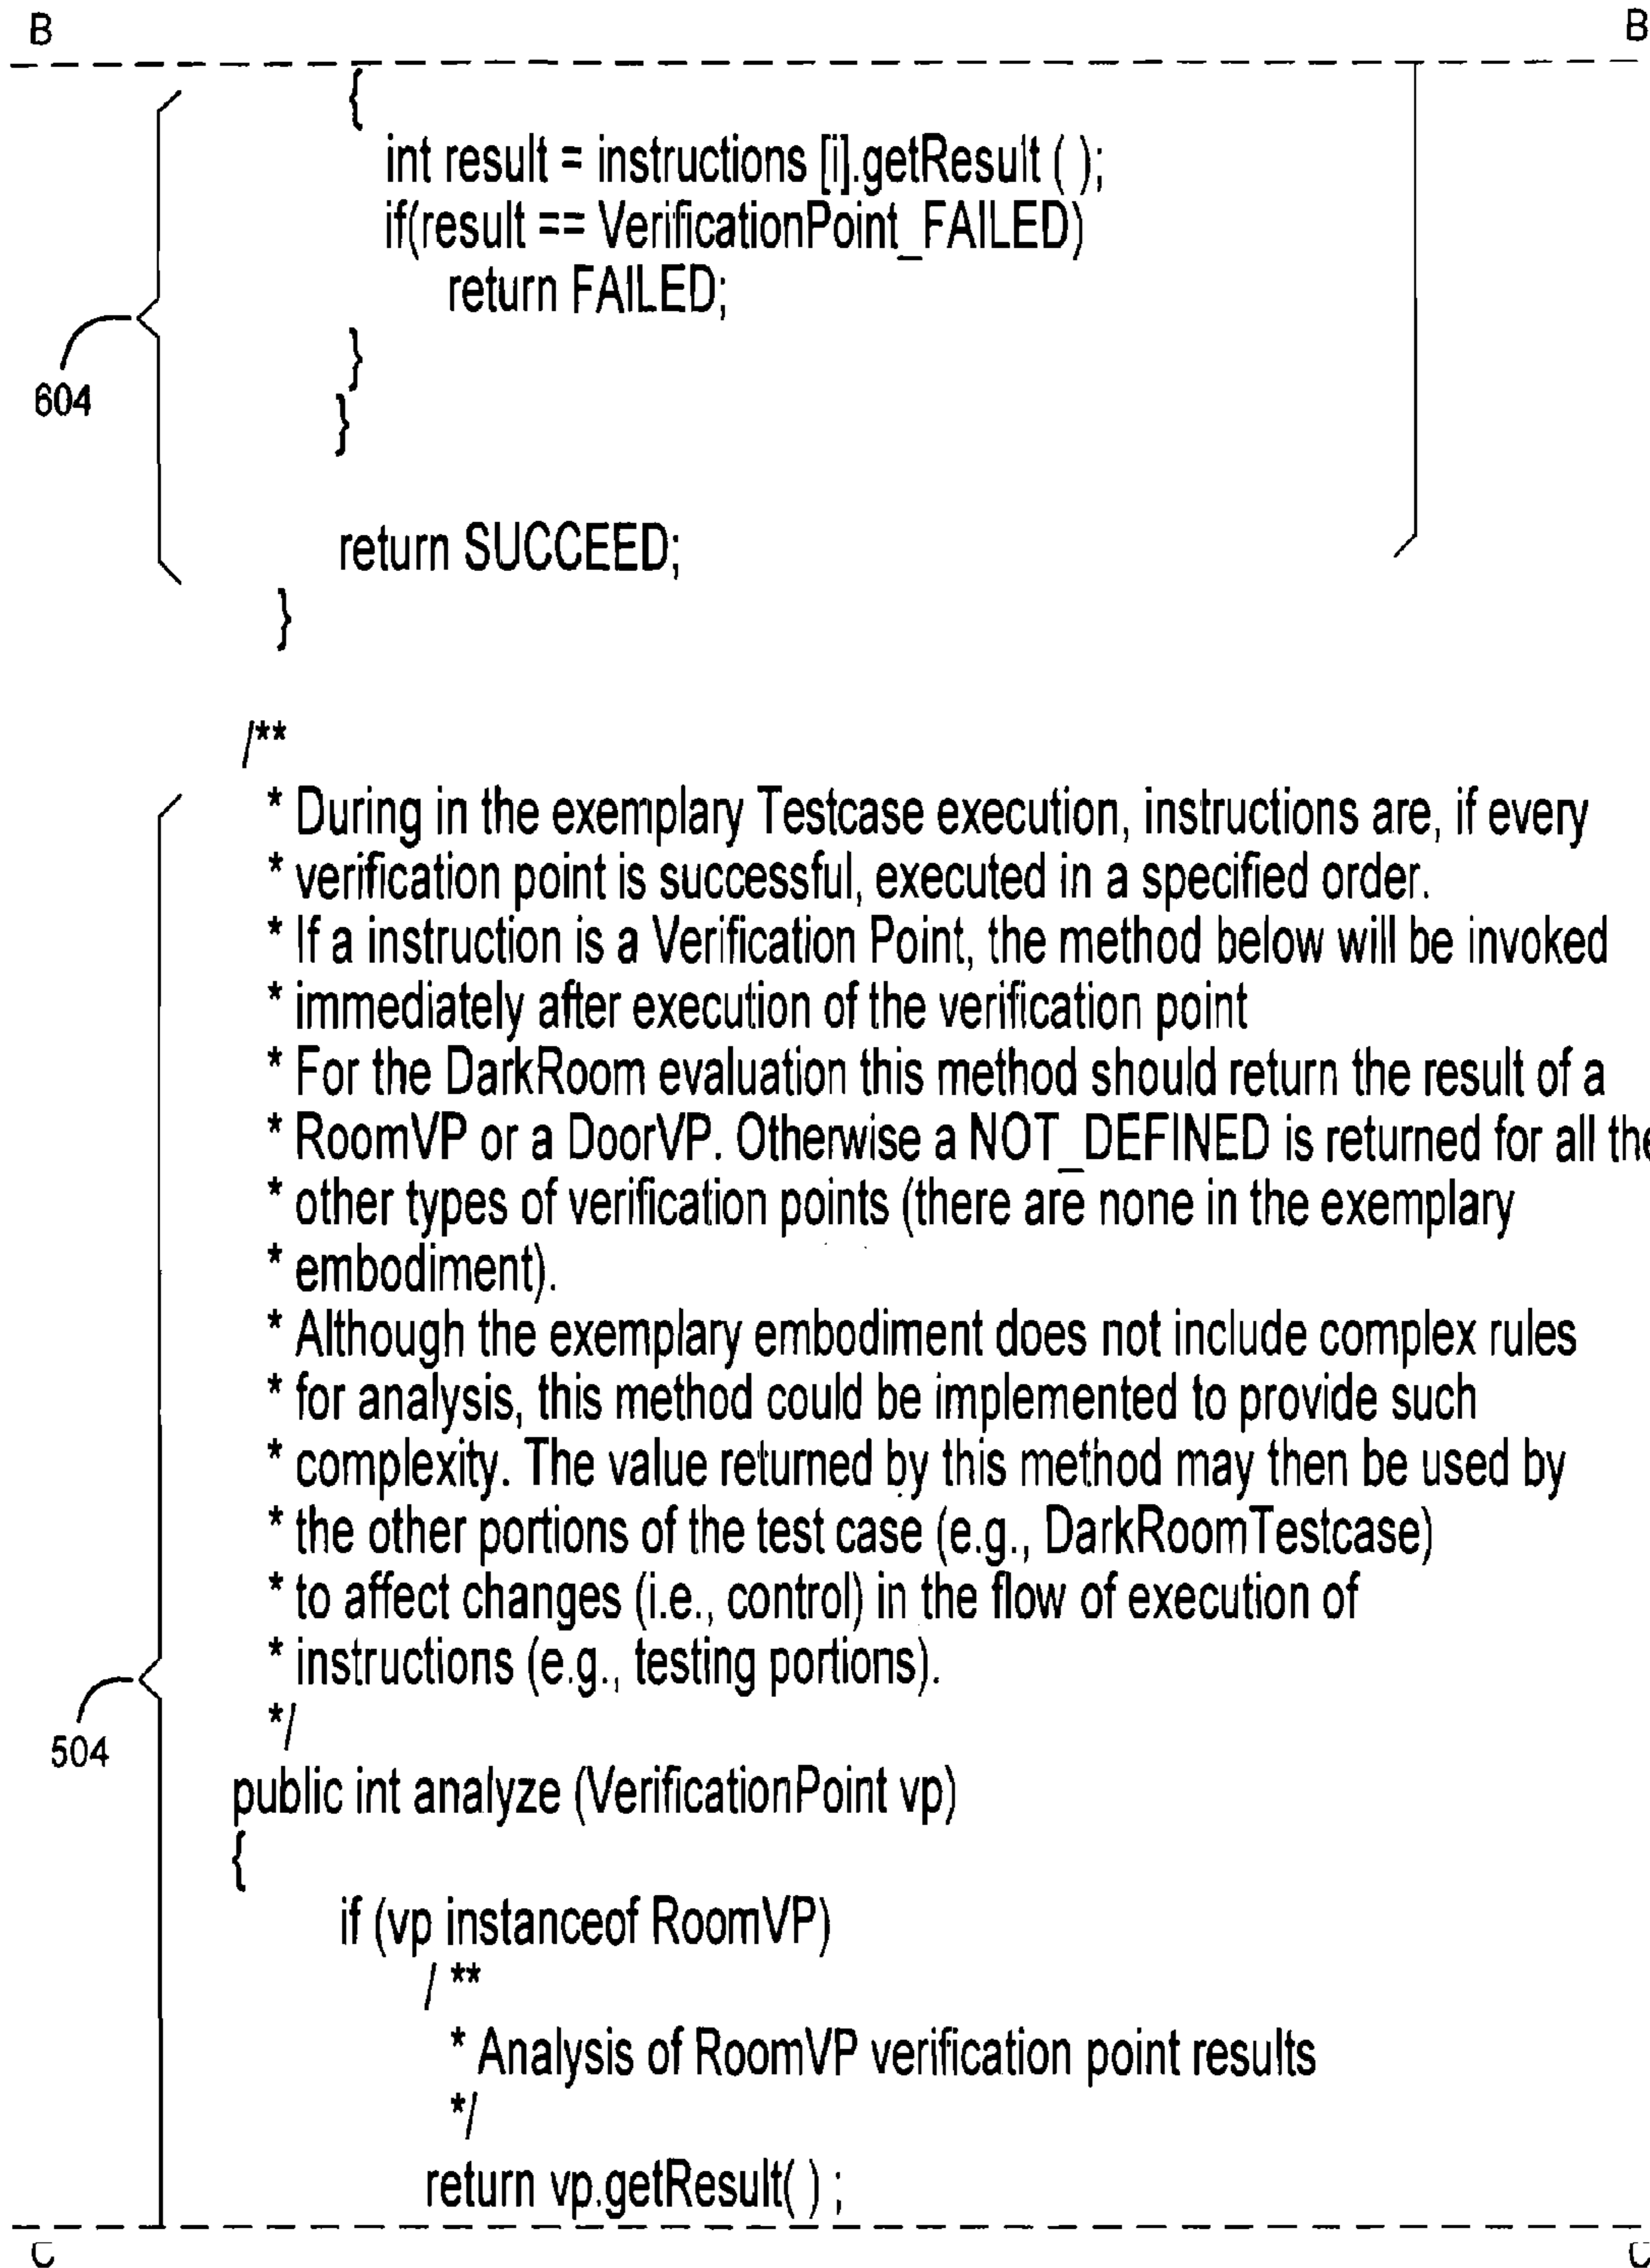 B B
{
int result = instructions [i].getResult ( );
if(result == VerificationPoint_FAILED)
return FAILED;
}
604
}
return SUCCEED;
}
/**
* During in the exemplary Testcase execution, instructions are, if every
* verification point is successful, executed in a specified order.
* If a instruction is a Verification Point, the method below will be invoked
* immediately after execution of the verification point
* For the DarkRoom evaluation this method should return the result of a
* RoomVP or a DoorVP. Otherwise a NOT_DEFINED is returned for all the
* other types of verification points (there are none in the exemplary
* embodiment).
* Although the exemplary embodiment does not include complex rules
* for analysis, this method could be implemented to provide such
* complexity. The value returned by this method may then be used by
* the other portions of the test case (e.g., DarkRoomTestcase)
* to affect changes (i.e., control) in the flow of execution of
* instructions (e.g., testing portions).
*/
504
public int analyze (VerificationPoint vp)
{
if (vp instanceof RoomVP)
/ **
* Analysis of RoomVP verification point results
*/
return vp.getResult( ) ;
C C